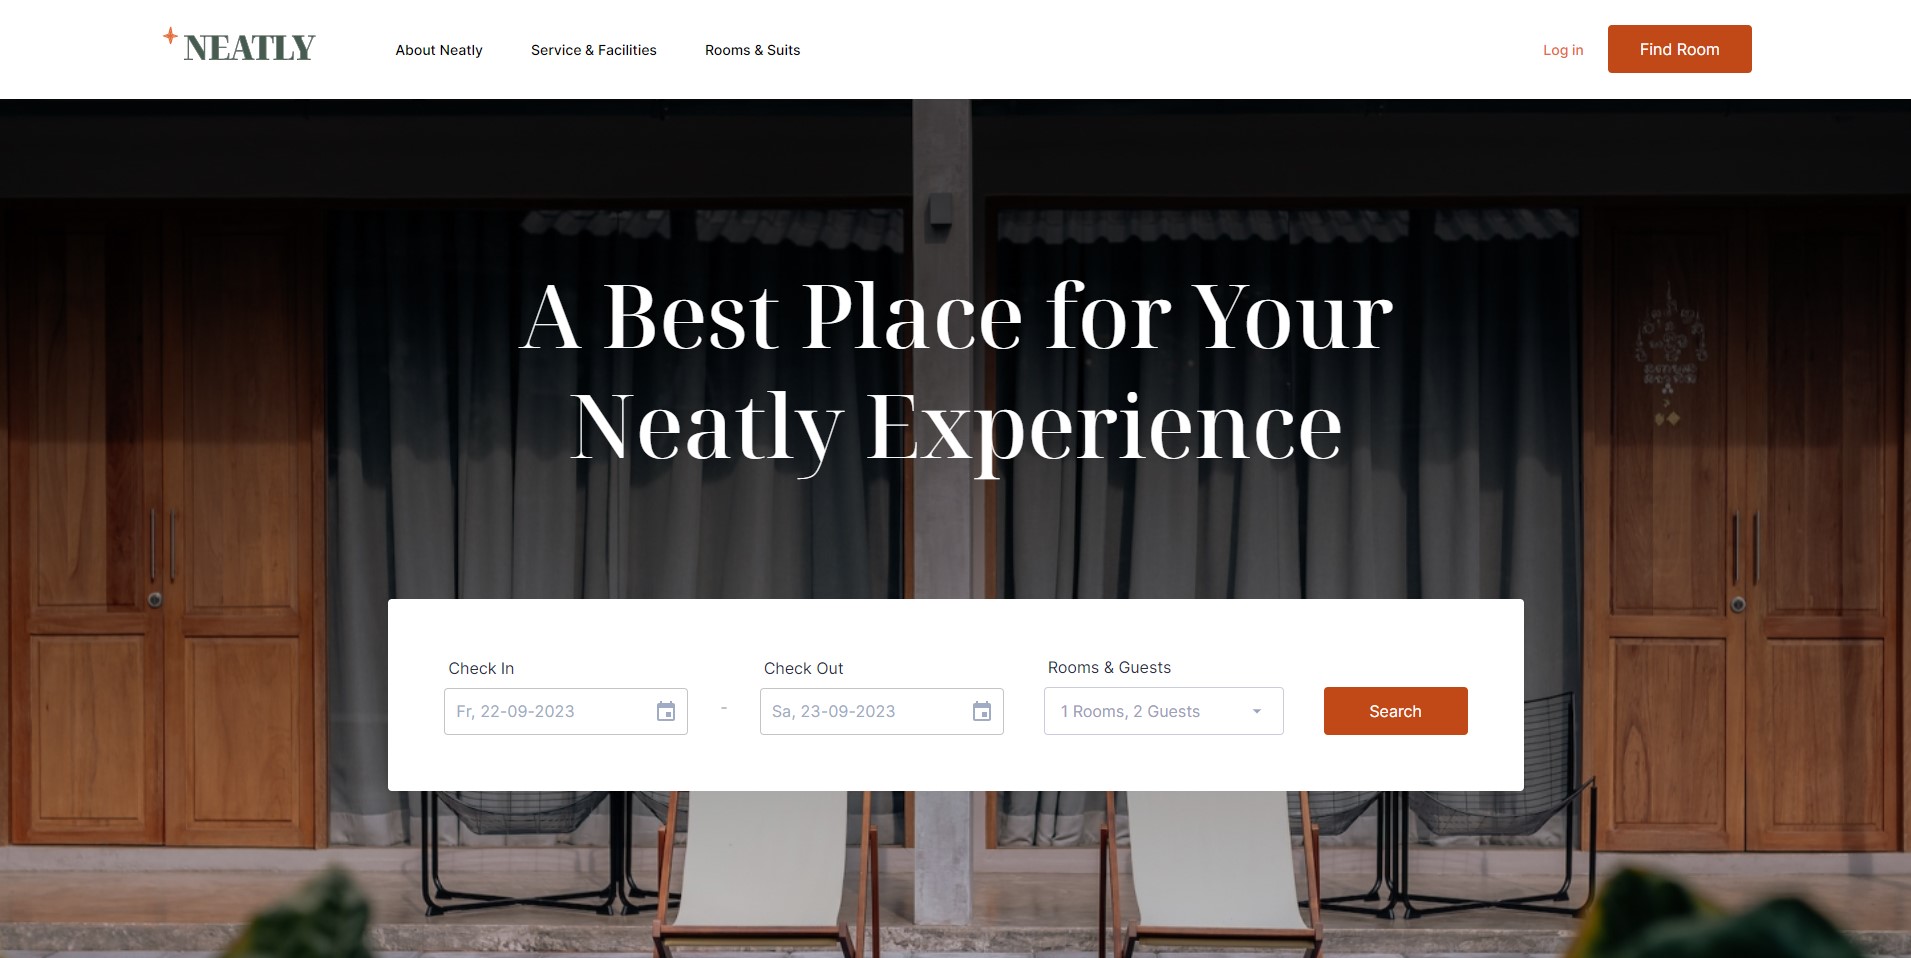 NEATLY
About Neatly
Service & Facilities
Rooms & Suits
Log in
Find Room
A Best Place for Your
Neatly Experience
Check In
Check Out
Rooms & Guests
Fr, 22-09-2023
-
Sa, 23-09-2023
1 Rooms, 2 Guests
Search